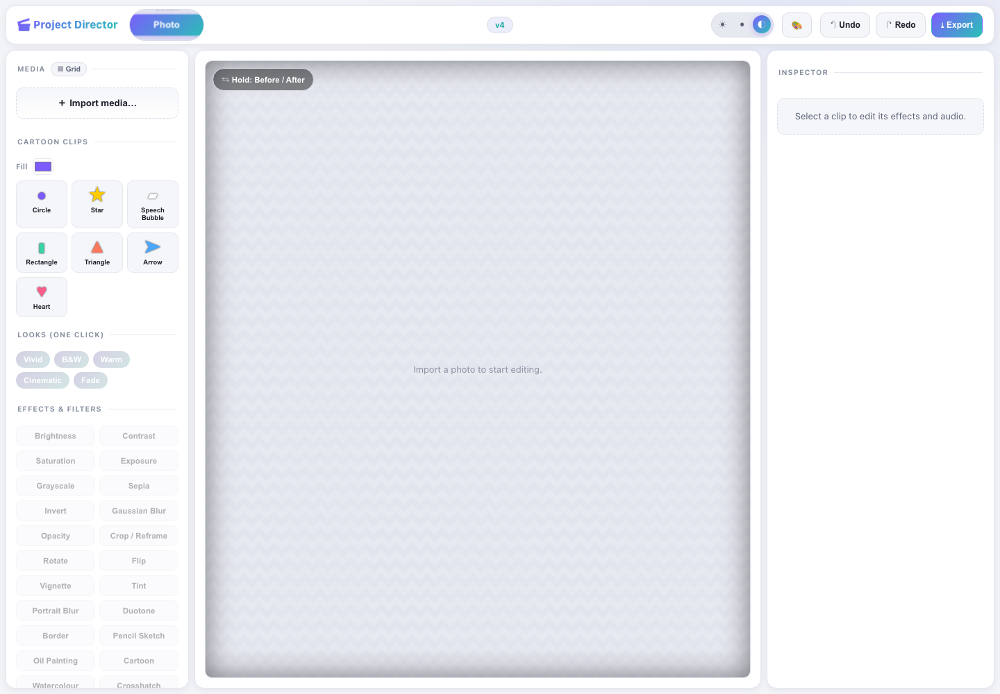 Project Director
Photo
v4
Undo
Redo
Export
MEDIA
Grid
+ Import media...
CARTOON CLIPS
Fill
Circle
Star
Speech
Bubble
Rectangle
Triangle
Arrow
Heart
LOOKS (ONE CLICK)
Vivid
B&W
Warm
Cinematic
Fade
EFFECTS & FILTERS
Brightness
Contrast
Saturation
Exposure
Grayscale
Sepia
Invert
Gaussian Blur
Opacity
Crop / Reframe
Rotate
Flip
Vignette
Tint
Portrait Blur
Duotone
Border
Pencil Sketch
Oil Painting
Cartoon
Watercolour
Crosshatch
Hold: Before / After
Import a photo to start editing.
INSPECTOR
Select a clip to edit its effects and audio.